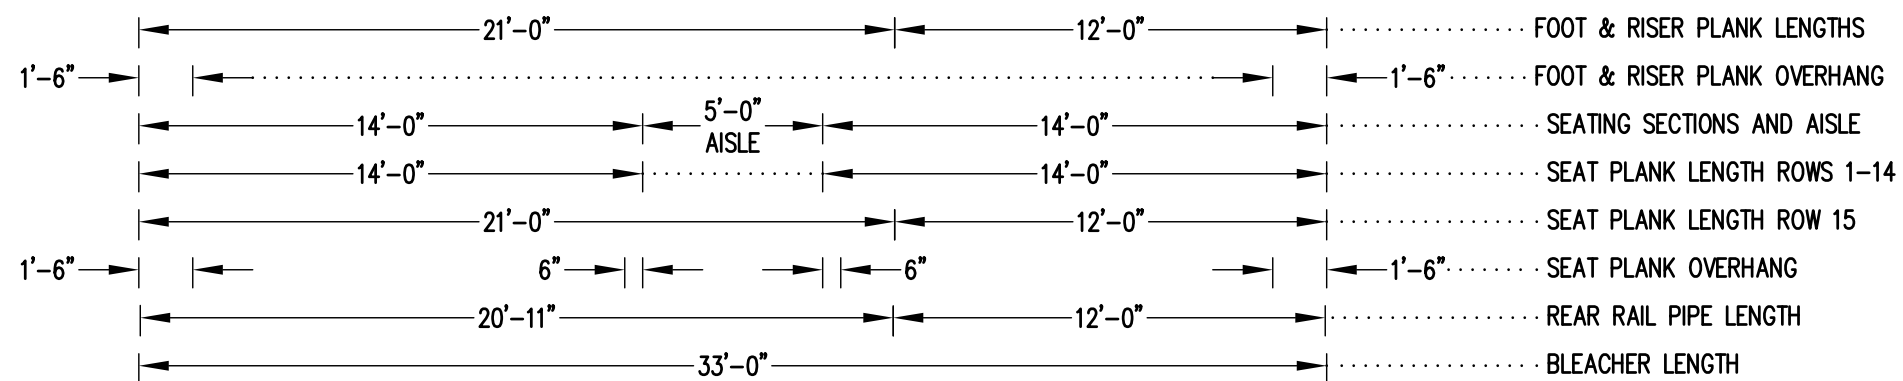 21'-0" 12'-0" FOOT & RISER PLANK LENGTHS
1'-6" 1'-6" FOOT & RISER PLANK OVERHANG
14'-0" 5'-0" AISLE 14'-0" SEATING SECTIONS AND AISLE
14'-0" 14'-0" SEAT PLANK LENGTH ROWS 1-14
21'-0" 12'-0" SEAT PLANK LENGTH ROW 15
1'-6" 6" 6" 1'-6" SEAT PLANK OVERHANG
20'-11" 12'-0" REAR RAIL PIPE LENGTH
33'-0" BLEACHER LENGTH